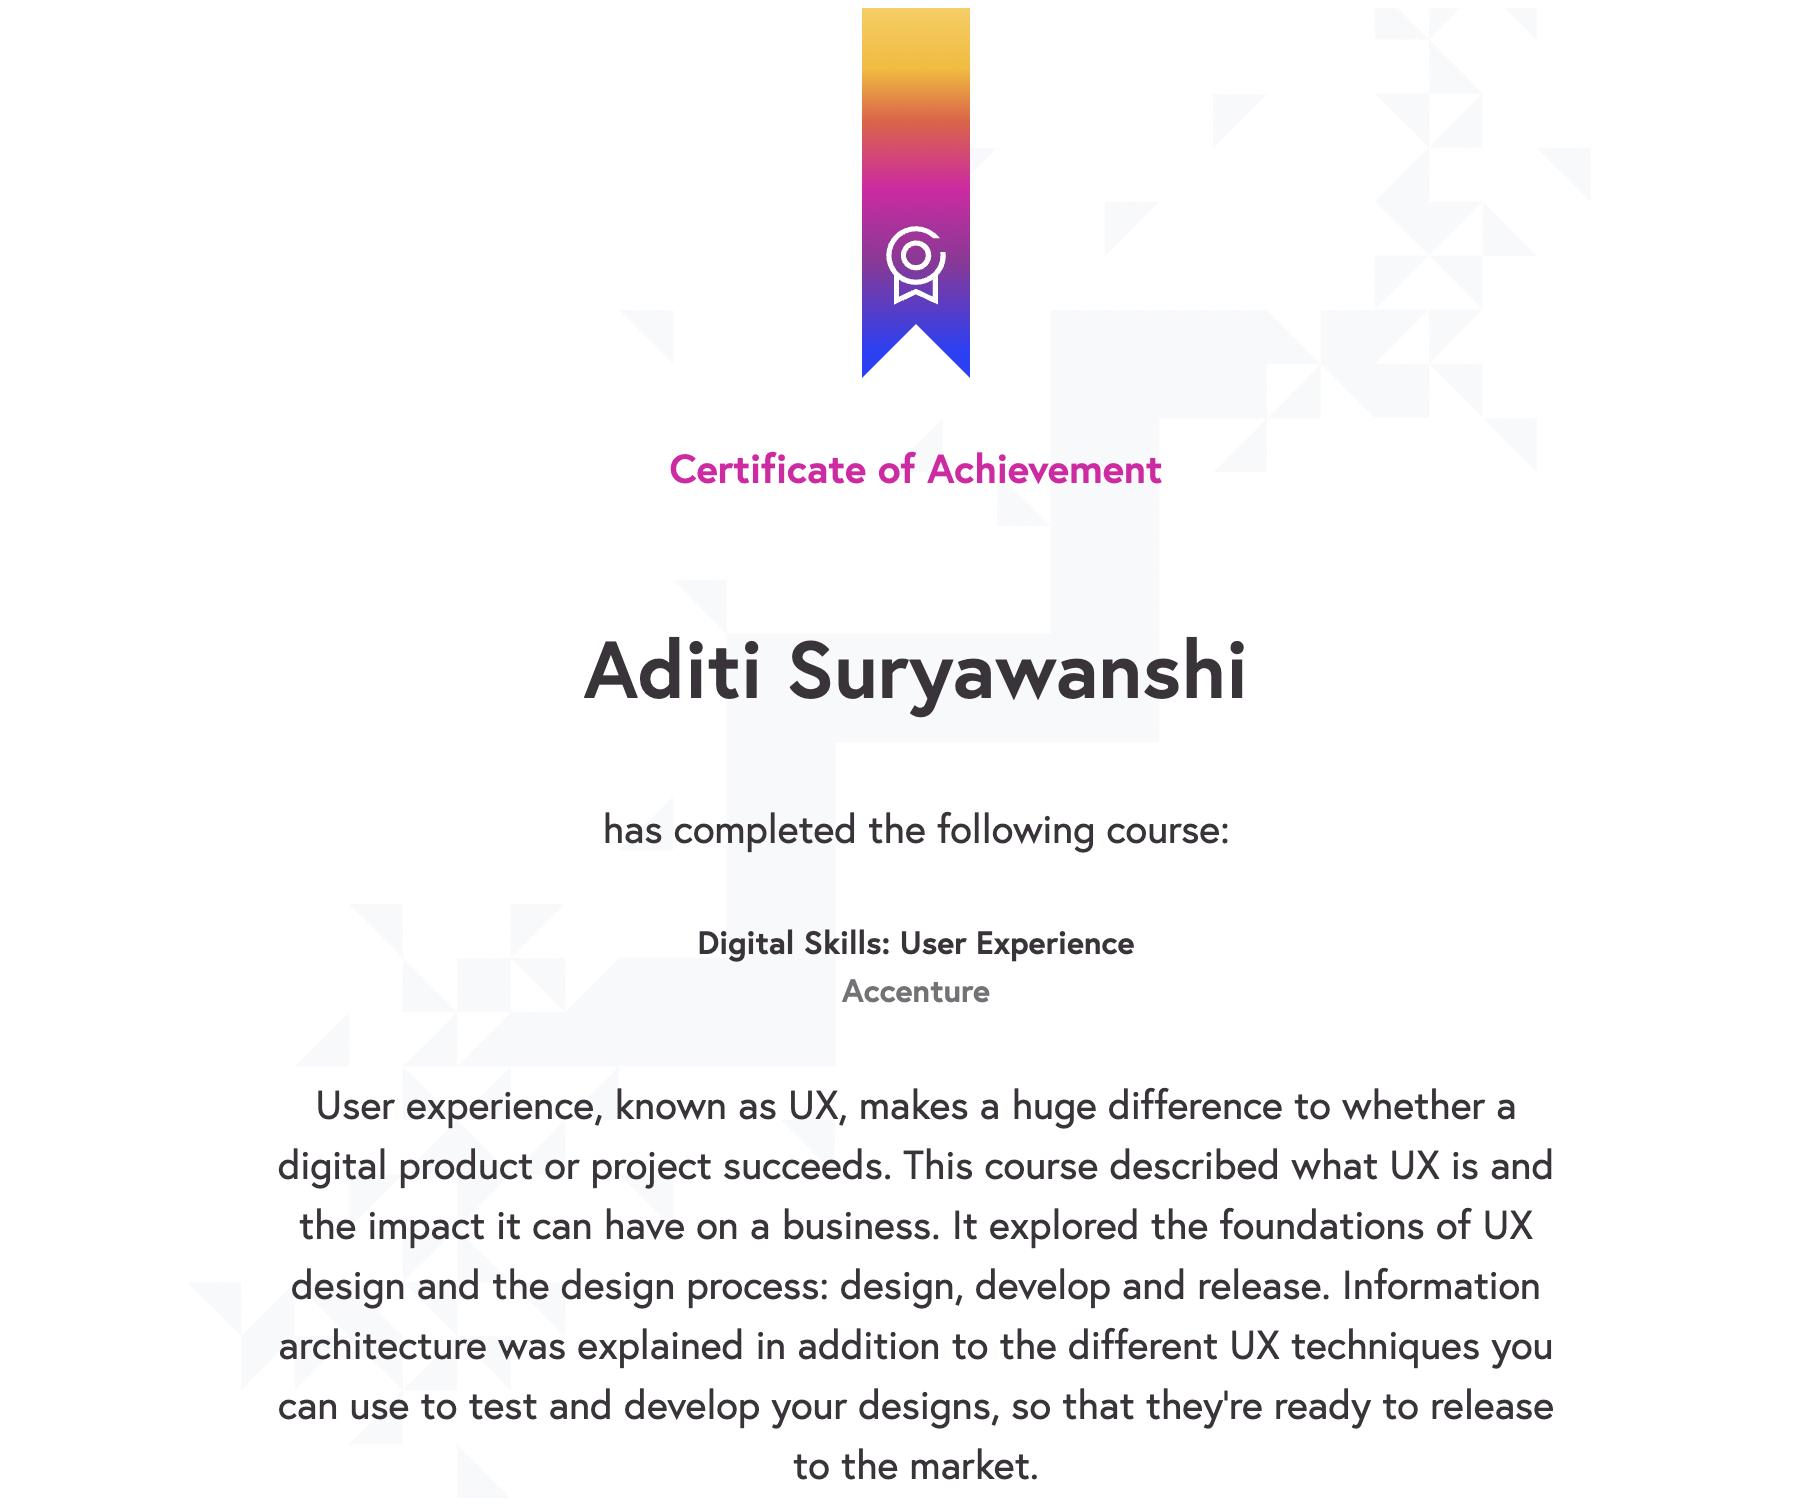 Certificate of Achievement
Aditi Suryawanshi
has completed the following course:
Digital Skills: User Experience
Accenture
User experience, known as UX, makes a huge difference to whether a
digital product or project succeeds. This course described what UX is and
the impact it can have on a business. It explored the foundations of UX
design and the design process: design, develop and release. Information
architecture was explained in addition to the different UX techniques you
can use to test and develop your designs, so that they're ready to release
to the market.